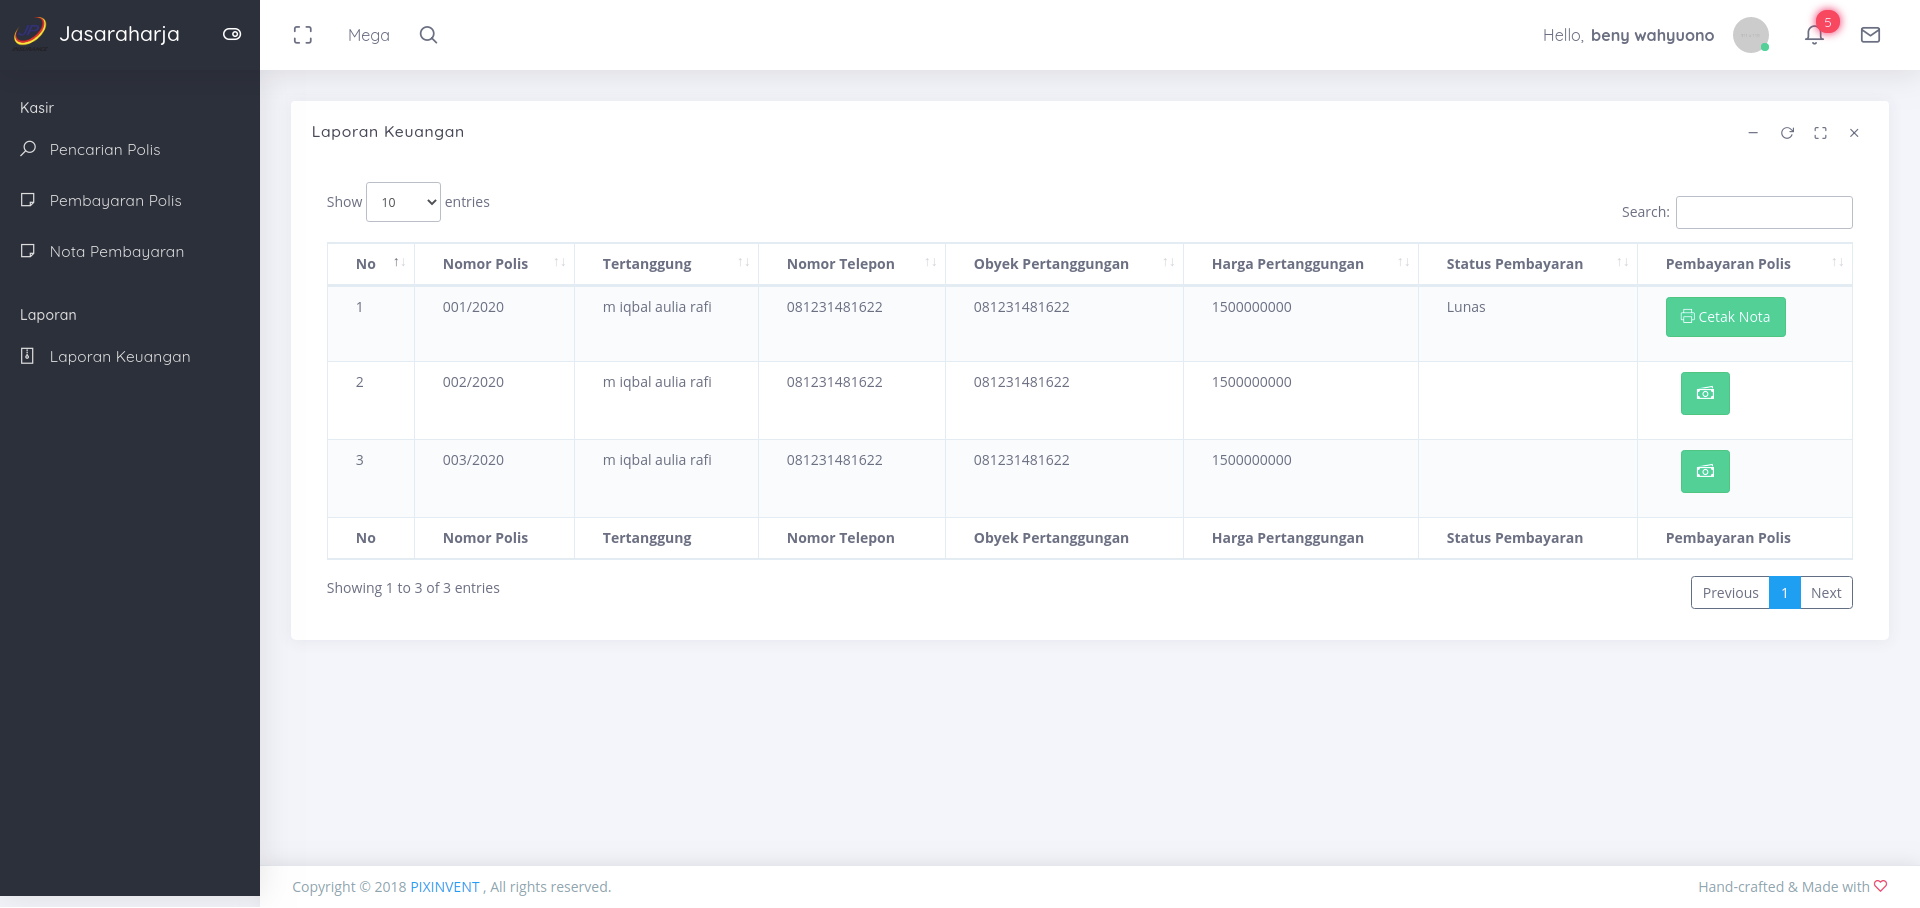 Jasaraharja
Mega
Hello, beny wahyuono
5
Kasir
Pencarian Polis
Pembayaran Polis
Nota Pembayaran
Laporan
Laporan Keuangan
Laporan Keuangan
Show 10 entries
Search:
No Nomor Polis Tertanggung Nomor Telepon Obyek Pertanggungan Harga Pertanggungan Status Pembayaran Pembayaran Polis
1 001/2020 m iqbal aulia rafi 081231481622 081231481622 1500000000 Lunas Cetak Nota
2 002/2020 m iqbal aulia rafi 081231481622 081231481622 1500000000
3 003/2020 m iqbal aulia rafi 081231481622 081231481622 1500000000
No Nomor Polis Tertanggung Nomor Telepon Obyek Pertanggungan Harga Pertanggungan Status Pembayaran Pembayaran Polis
Showing 1 to 3 of 3 entries
Previous 1 Next
Copyright © 2018 PIXINVENT , All rights reserved.
Hand-crafted & Made with